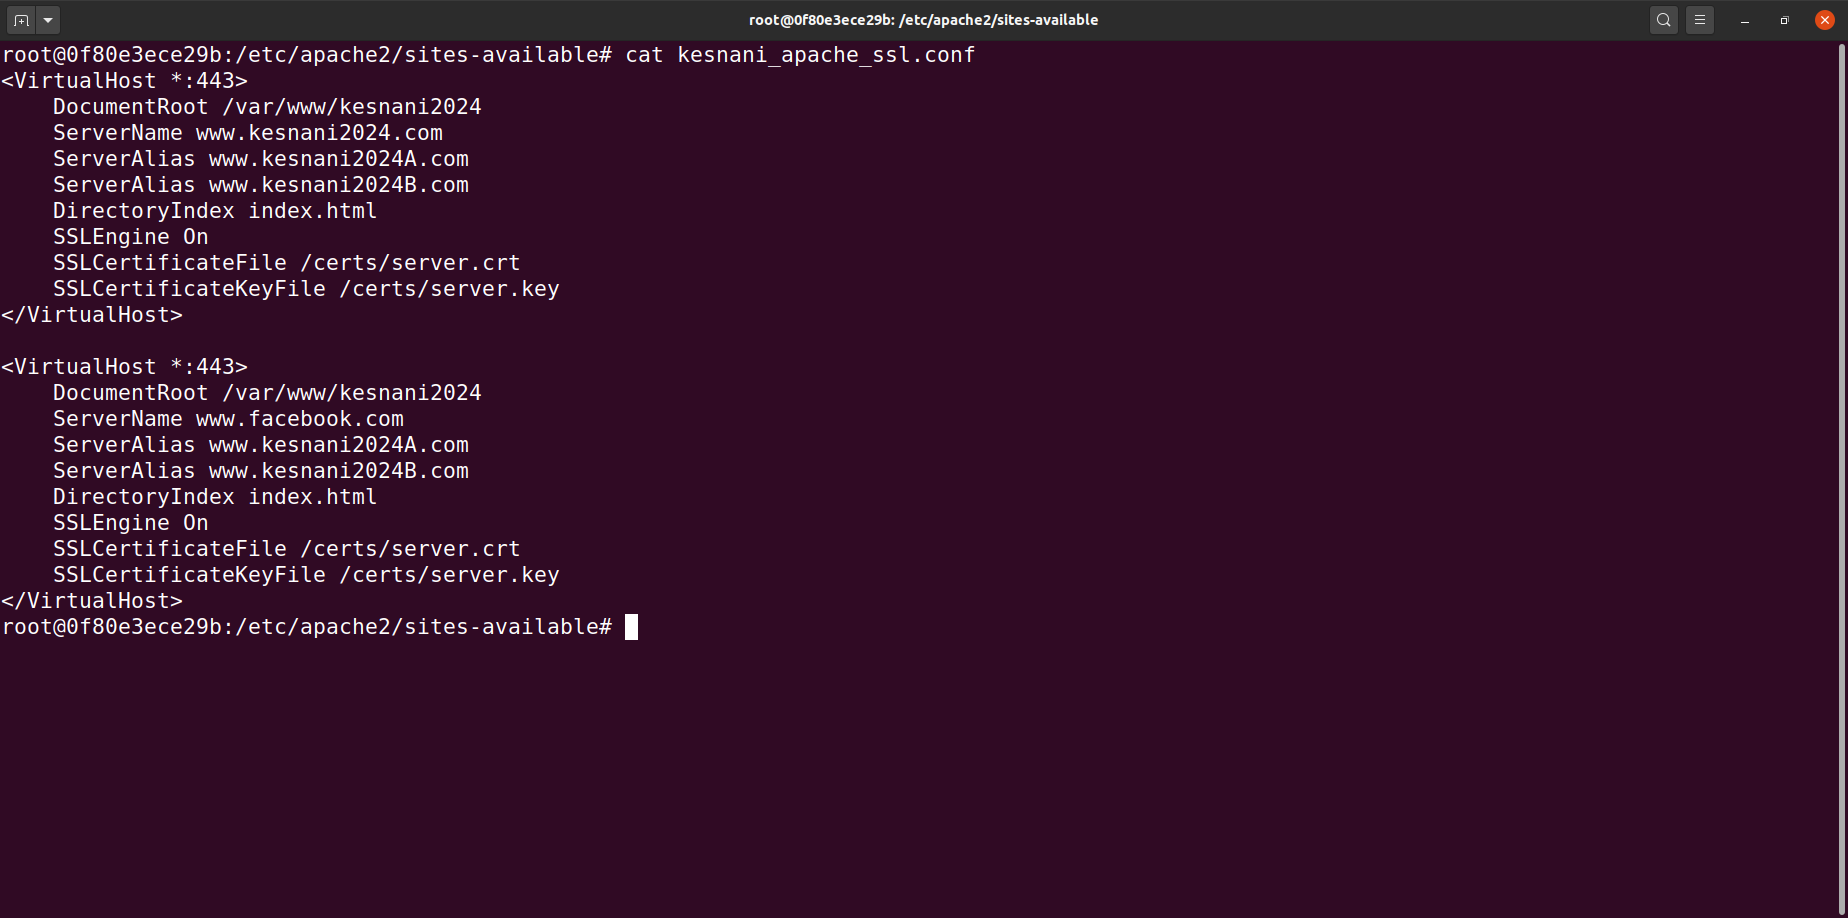 root@0f80e3ece29b: /etc/apache2/sites-available
root@0f80e3ece29b:/etc/apache2/sites-available# cat kesnani_apache_ssl.conf
<VirtualHost *:443>
    DocumentRoot /var/www/kesnani2024
    ServerName www.kesnani2024.com
    ServerAlias www.kesnani2024A.com
    ServerAlias www.kesnani2024B.com
    DirectoryIndex index.html
    SSLEngine On
    SSLCertificateFile /certs/server.crt
    SSLCertificateKeyFile /certs/server.key
</VirtualHost>

<VirtualHost *:443>
    DocumentRoot /var/www/kesnani2024
    ServerName www.facebook.com
    ServerAlias www.kesnani2024A.com
    ServerAlias www.kesnani2024B.com
    DirectoryIndex index.html
    SSLEngine On
    SSLCertificateFile /certs/server.crt
    SSLCertificateKeyFile /certs/server.key
</VirtualHost>
root@0f80e3ece29b:/etc/apache2/sites-available#